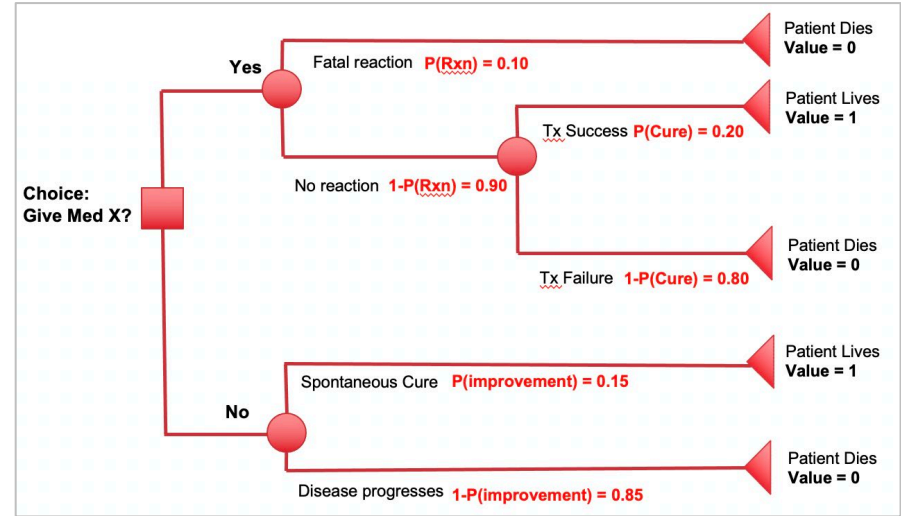 Patient Dies
Value = 0
Yes
Fatal reaction P(Rxn) = 0.10
Patient Lives
Value = 1
Tx Success P(Cure) = 0.20
No reaction 1-P(Rxn) = 0.90
Choice:
Give Med X?
Patient Dies
Value = 0
Tx Failure 1-P(Cure) = 0.80
Patient Lives
Value = 1
Spontaneous Cure P(improvement) = 0.15
No
Patient Dies
Value = 0
Disease progresses 1-P(improvement) = 0.85